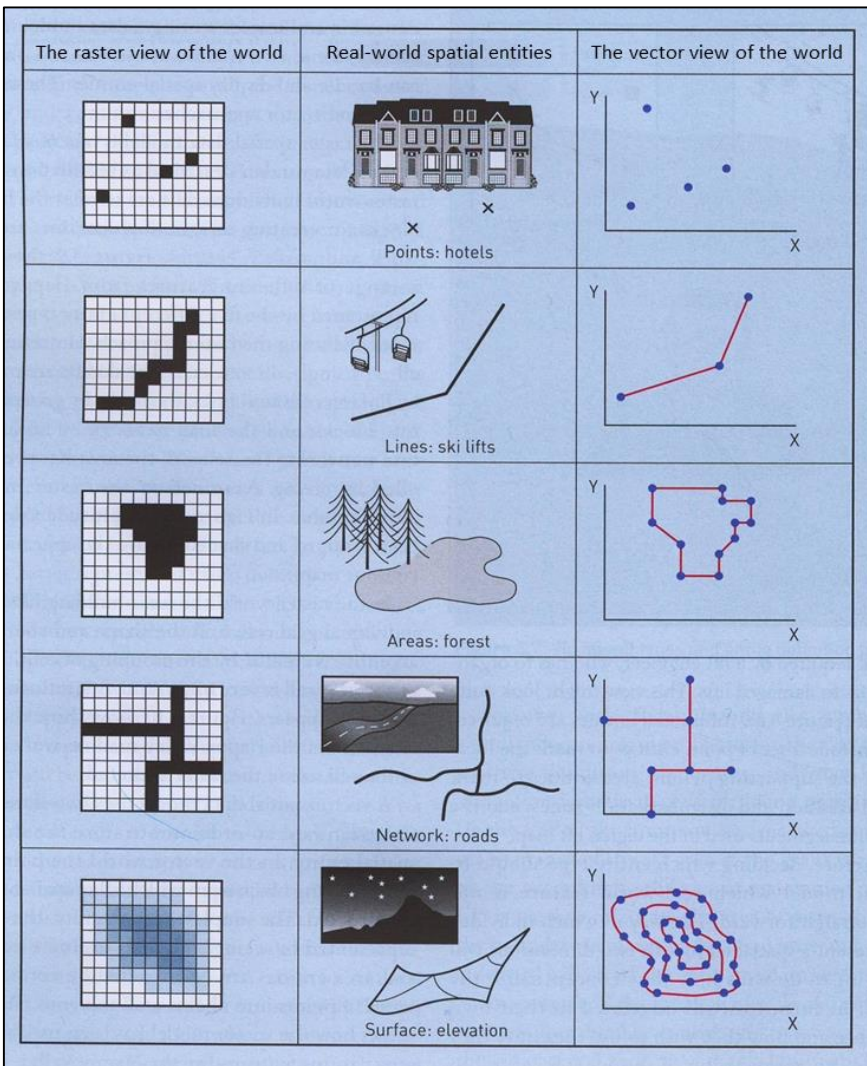 The raster view of the world
Real-world spatial entities
The vector view of the world
Points: hotels
Y
X
Lines: ski lifts
Y
X
Areas: forest
Y
X
Network: roads
Y
X
Surface: elevation
Y
X